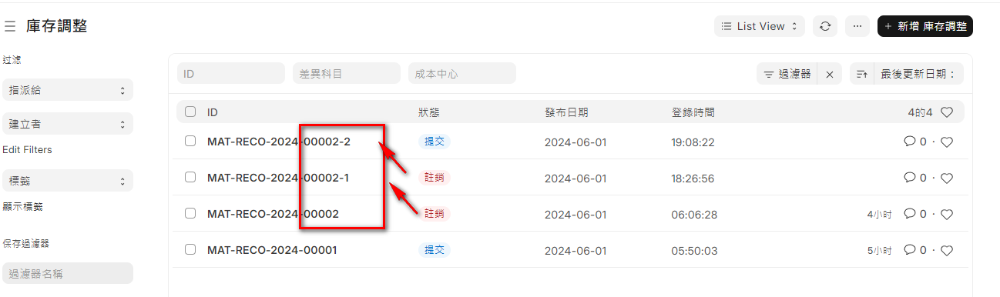 庫存調整
List View
+ 新增 庫存調整
过滤
指派給
建立者
Edit Filters
標籤
顯示標籤
保存過濾器
過濾器名稱
ID 差異科目 成本中心 過濾器 最後更新日期：
ID 狀態 發布日期 登錄時間 4的4
MAT-RECO-2024-00002-2 提交 2024-06-01 19:08:22 0 ·
MAT-RECO-2024-00002-1 註銷 2024-06-01 18:26:56 0 ·
MAT-RECO-2024-00002 註銷 2024-06-01 06:06:28 4小时 0 ·
MAT-RECO-2024-00001 提交 2024-06-01 05:50:03 5小时 0 ·